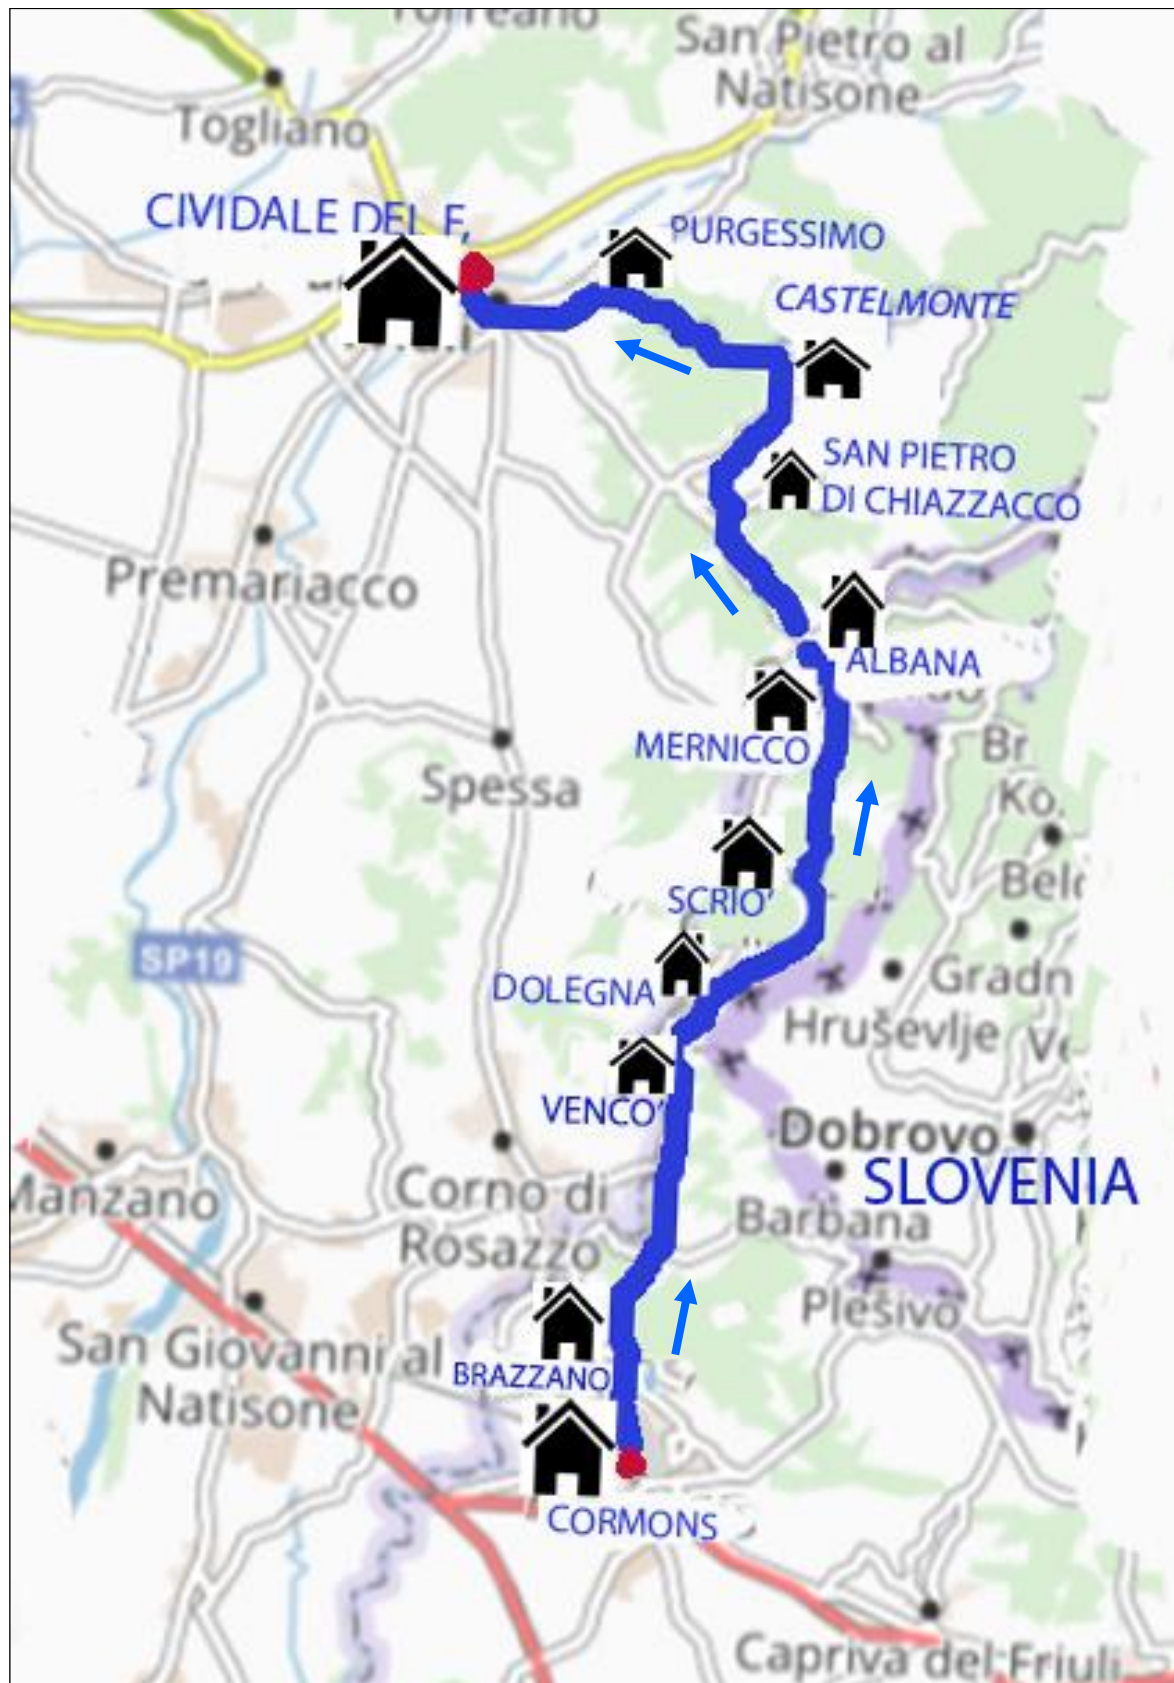 Torreano
San Pietro al
Natisone
Togliano
CIVIDALE DEL F,
PURGESSIMO
CASTELMONTE
SAN PIETRO
DI CHIAZZACCO
Premariacco
ALBANA
MERNICCO
Br
Spessa
Ko.
Belo
SCRIO'
SP19
DOLEGNA
Gradn
Hruševlje
VENCO'
Dobrovo
SLOVENIA
Manzano
Corno di
Rosazzo
Barbana
Plešivo
San Giovanni al
Natisone
BRAZZANO
CORMONS
Capriva del Friuli